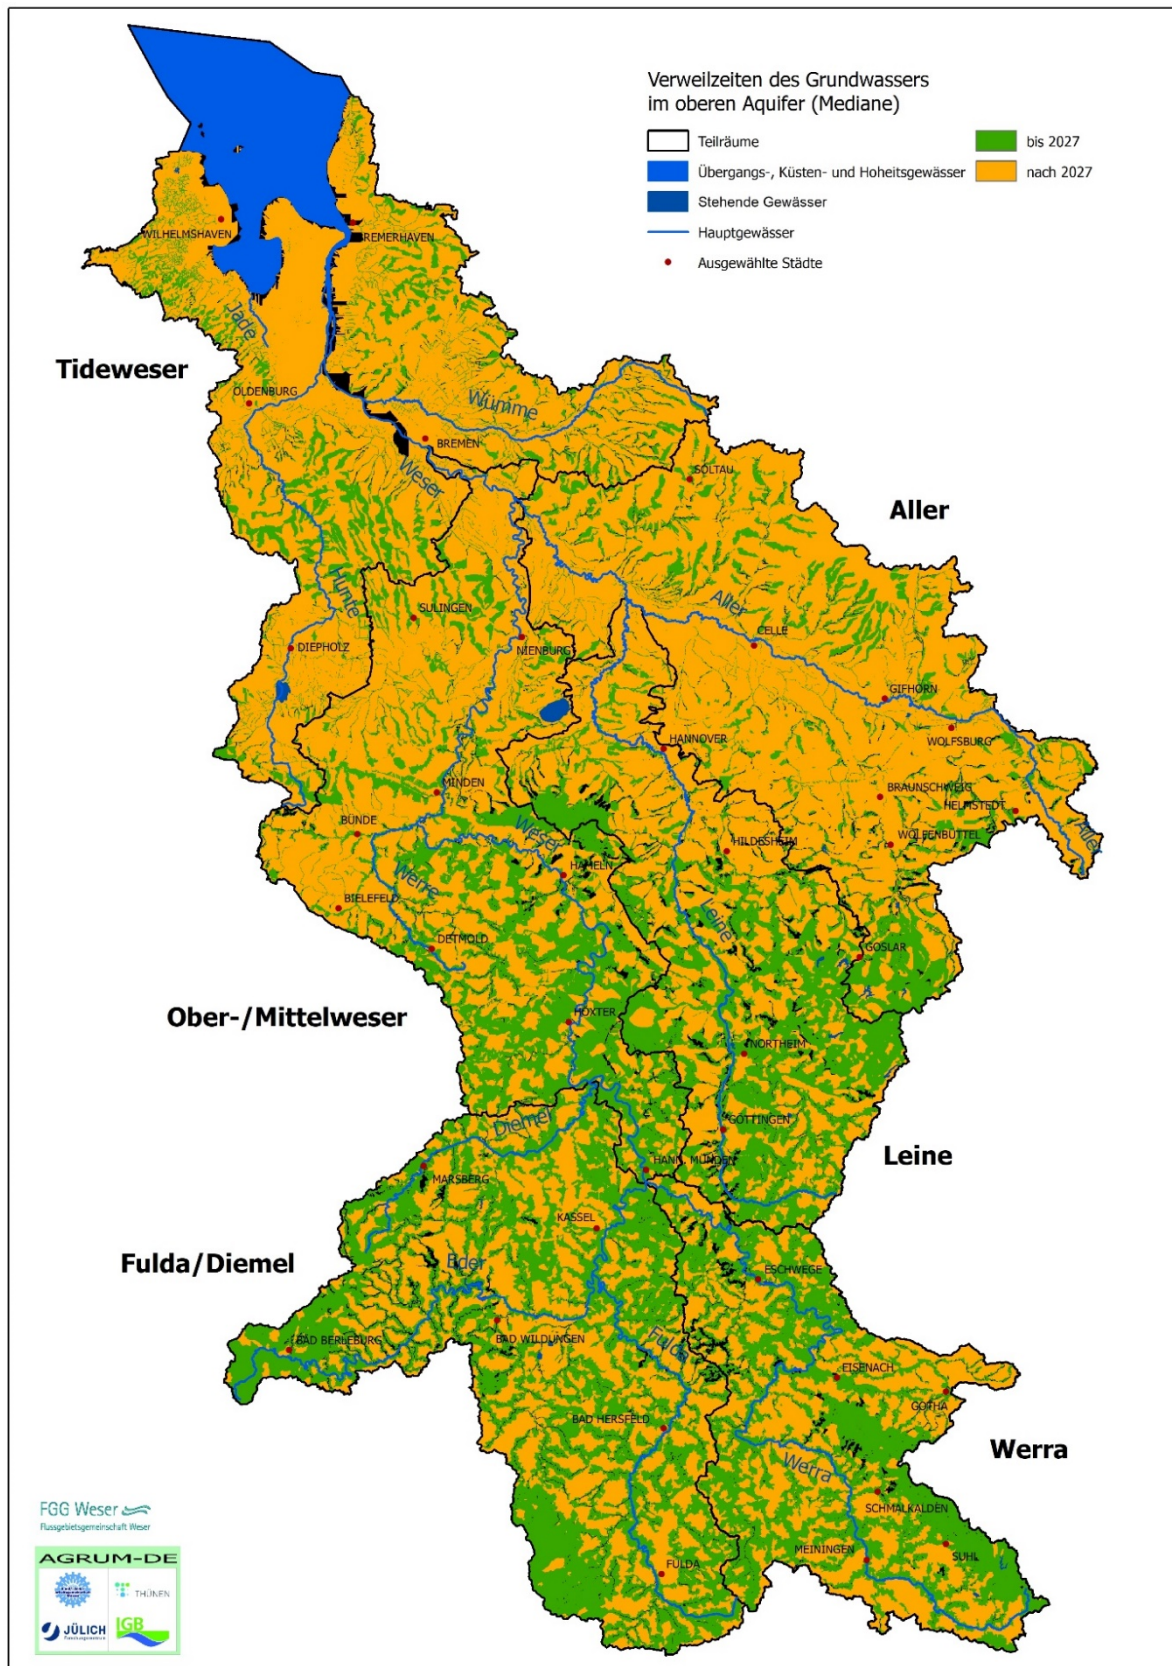 Verweilzeiten des Grundwassers
im oberen Aquifer (Mediane)
Teilräume
bis 2027
Übergangs-, Küsten- und Hoheitsgewässer
nach 2027
Stehende Gewässer
Hauptgewässer
Ausgewählte Städte
WILHELMSHAVEN
BREMERHAVEN
Jade
Tideweser
OLDENBURG
Wümme
BREMEN
Weser
SOLTAU
Aller
Hunte
SULINGEN
Aller
CELLE
DIEPHOLZ
NIENBURG
GIFHORN
WOLFSBURG
HANNOVER
MINDEN
BRAUNSCHWEIG
HELMSTEDT
BÜNDE
Weser
HILDESHEIM
WOLFENBÜTTEL
Aller
HAMELN
Werre
BIELEFELD
Leine
DETMOLD
GOSLAR
Ober-/Mittelweser
HÖXTER
NORTHEIM
Diemel
GÖTTINGEN
Leine
HANN. MÜNDEN
MARSBERG
KASSEL
Fulda/Diemel
Eder
ESCHWEGE
BAD BERLEBURG
BAD WILDUNGEN
Fulda
EISENACH
GOTHA
BAD HERSFELD
Werra
Werra
SCHMALKALDEN
MEININGEN
SUHL
FULDA
FGG Weser
Flussgebietsgemeinschaft Weser
AGRUM-DE
THÜNEN
JÜLICH
Forschungszentrum
IGB